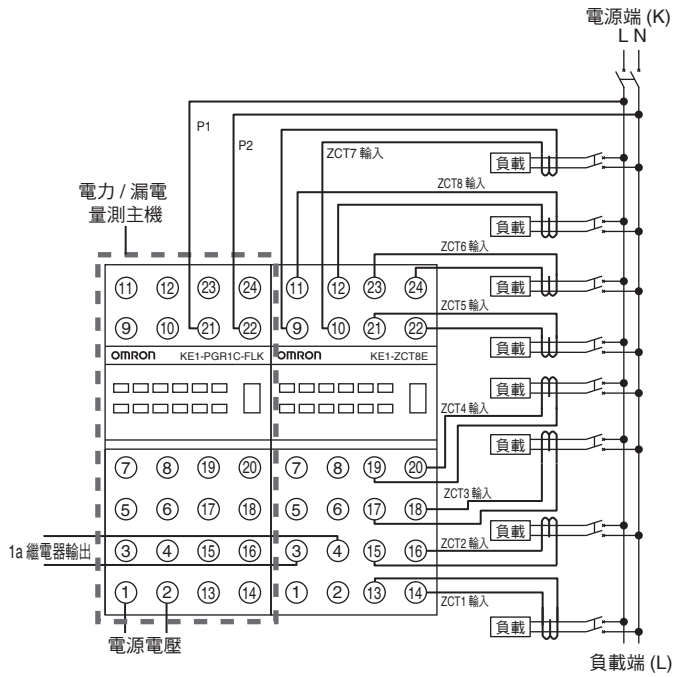 電源端 (K)
L N
P1
P2
ZCT7 輸入
負載
ZCT8 輸入
電力 / 漏電
量測主機
負載
ZCT6 輸入
負載
11 12 23 24 11 12 23 24
ZCT5 輸入
9 10 21 22 9 10 21 22
負載
OMRON KE1-PGR1C-FLK OMRON KE1-ZCT8E
負載
ZCT4 輸入
負載
7 8 19 20 7 8 19 20
ZCT3 輸入
5 6 17 18 5 6 17 18
負載
ZCT2 輸入
1a 繼電器輸出
3 4 15 16 3 4 15 16
1 2 13 14 1 2 13 14
ZCT1 輸入
負載
電源電壓
負載端 (L)